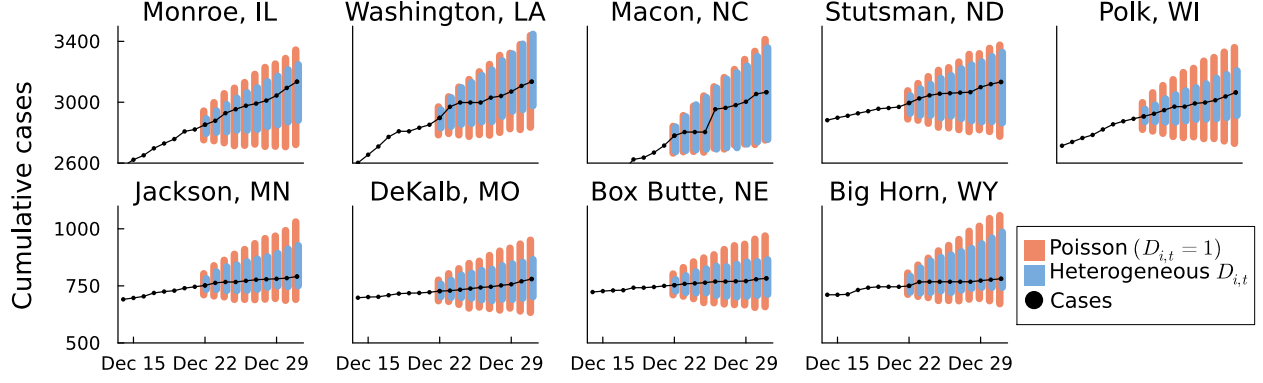 Monroe, IL
Washington, LA
Macon, NC
Stutsman, ND
Polk, WI
3400
3000
2600
Cumulative cases
Jackson, MN
DeKalb, MO
Box Butte, NE
Big Horn, WY
1000
750
500
Dec 15 Dec 22 Dec 29
Dec 15 Dec 22 Dec 29
Dec 15 Dec 22 Dec 29
Dec 15 Dec 22 Dec 29
Poisson (D_{i,t} = 1)
Heterogeneous D_{i,t}
Cases